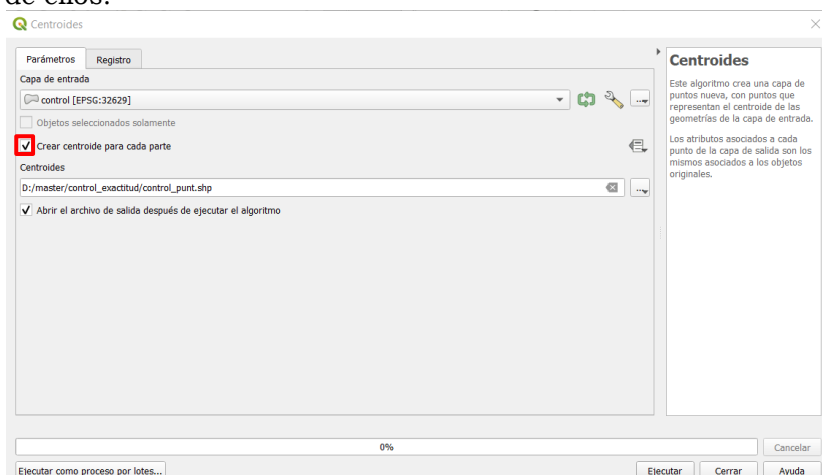 de ellos.
Centroides
Parámetros Registro
Capa de entrada
control [EPSG:32629]
Objetos seleccionados solamente
Crear centroide para cada parte
Centroides
D:/master/control_exactitud/control_punt.shp
Abrir el archivo de salida después de ejecutar el algoritmo
Centroides
Este algoritmo crea una capa de
puntos nueva, con puntos que
representan el centroide de las
geometrías de la capa de entrada.
Los atributos asociados a cada
punto de la capa de salida son los
mismos asociados a los objetos
originales.
0%
Cancelar
Ejecutar como proceso por lotes...
Ejecutar Cerrar Ayuda